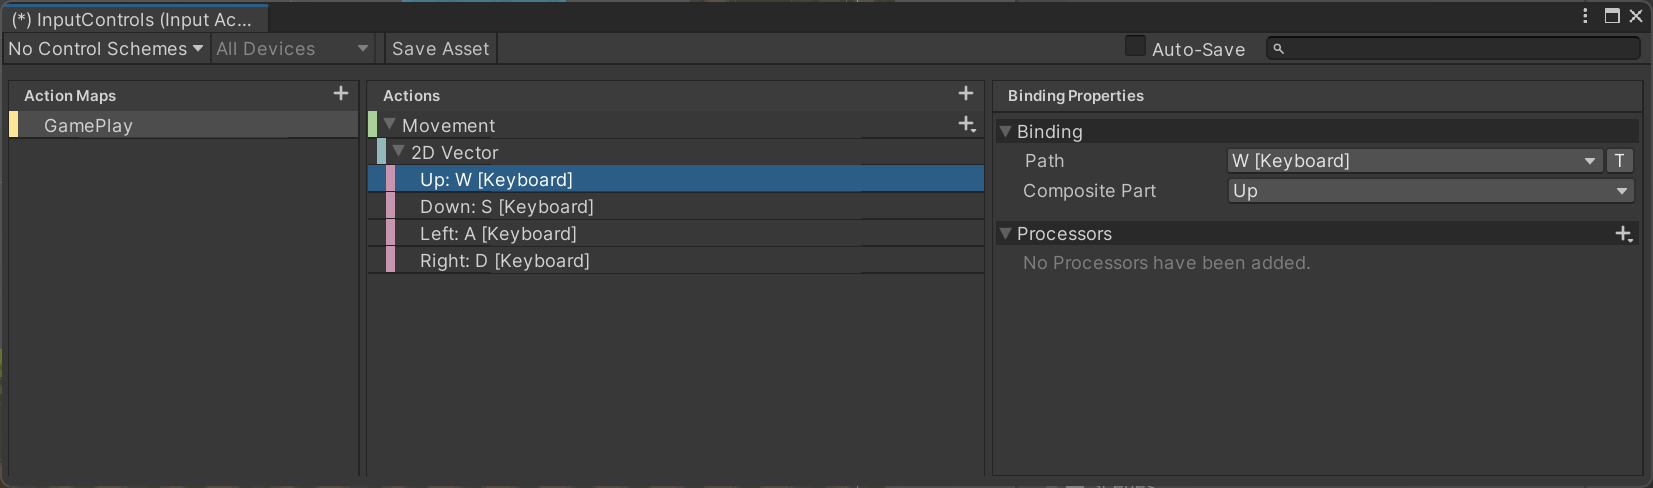 (*) InputControls (Input Ac...
No Control Schemes All Devices Save Asset Auto-Save
Action Maps
GamePlay
Actions
Movement
2D Vector
Up: W [Keyboard]
Down: S [Keyboard]
Left: A [Keyboard]
Right: D [Keyboard]
Binding Properties
Binding
Path W [Keyboard] T
Composite Part Up
Processors
No Processors have been added.